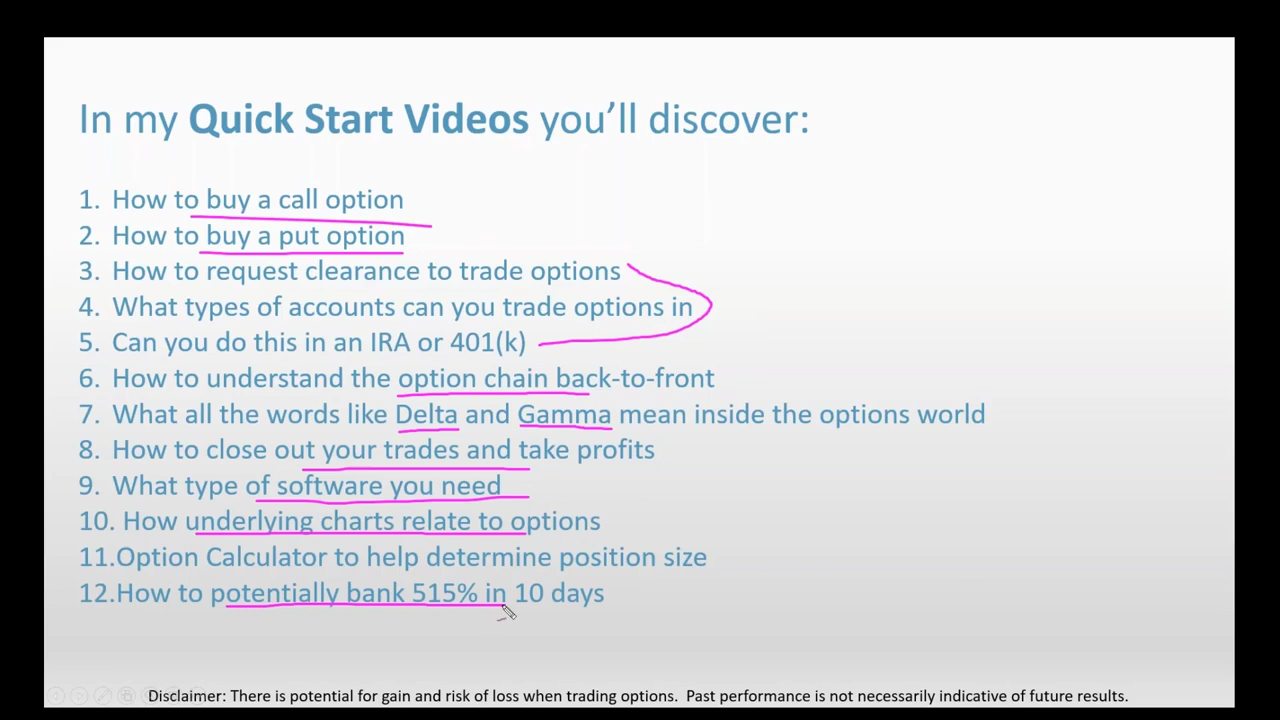 In my Quick Start Videos you’ll discover:
1. How to buy a call option
2. How to buy a put option
3. How to request clearance to trade options
4. What types of accounts can you trade options in
5. Can you do this in an IRA or 401(k)
6. How to understand the option chain back-to-front
7. What all the words like Delta and Gamma mean inside the options world
8. How to close out your trades and take profits
9. What type of software you need
10. How underlying charts relate to options
11.Option Calculator to help determine position size
12.How to potentially bank 515% in 10 days
Disclaimer: There is potential for gain and risk of loss when trading options.  Past performance is not necessarily indicative of future results.